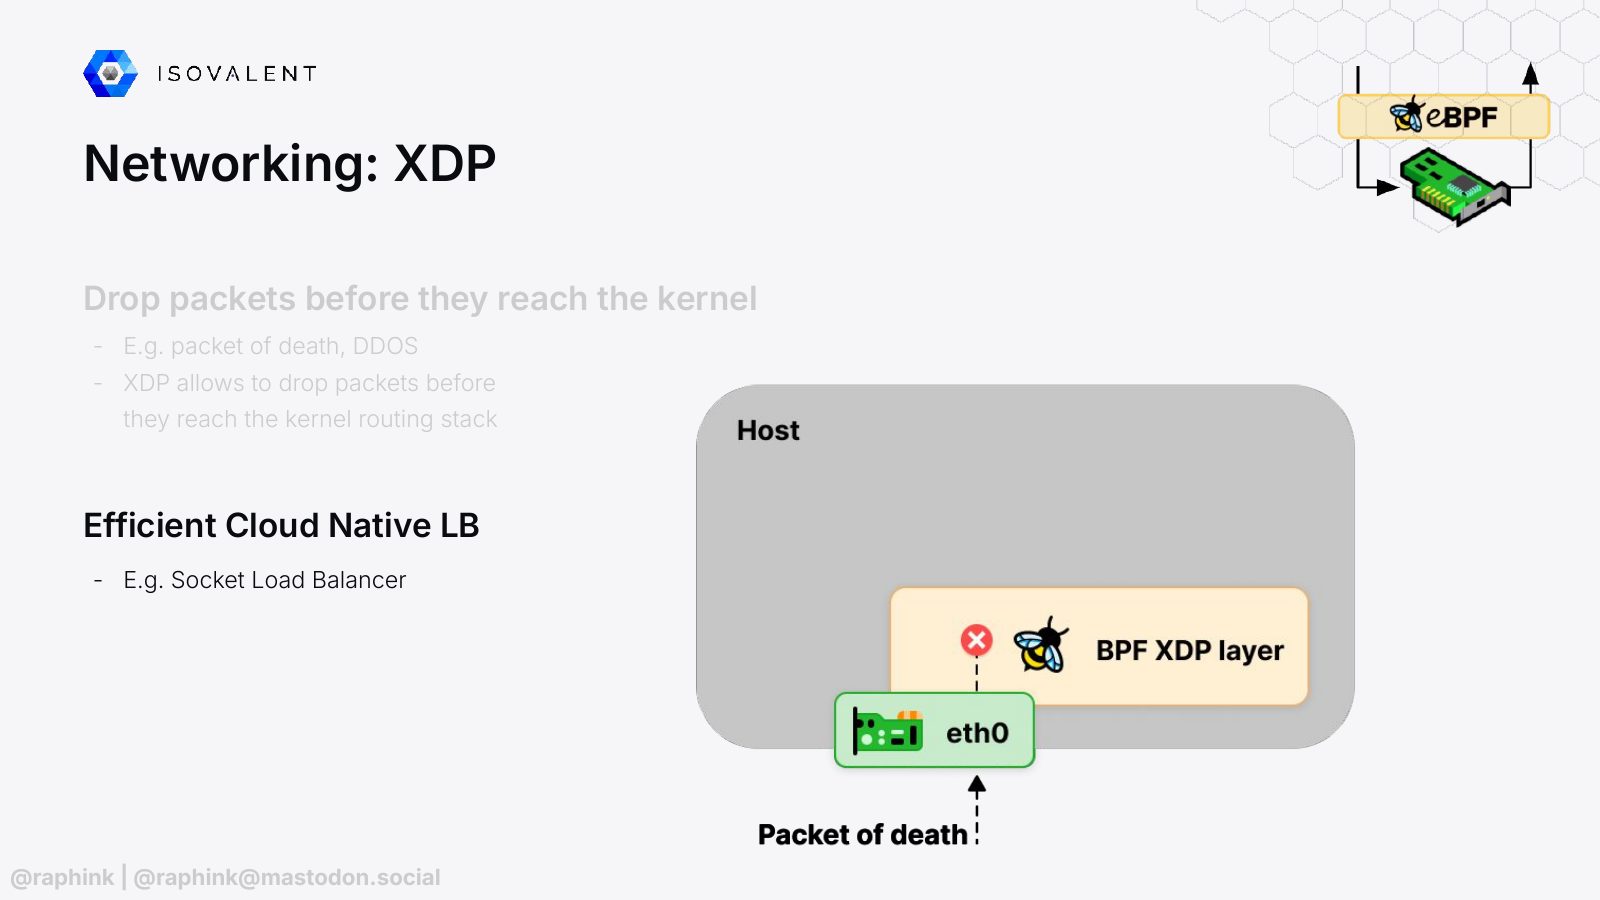 ISOVALENT
eBPF
Networking: XDP
Drop packets before they reach the kernel
- E.g. packet of death, DDOS
- XDP allows to drop packets before
they reach the kernel routing stack
Efficient Cloud Native LB
- E.g. Socket Load Balancer
Host
BPF XDP layer
eth0
Packet of death
@raphink | @raphink@mastodon.social